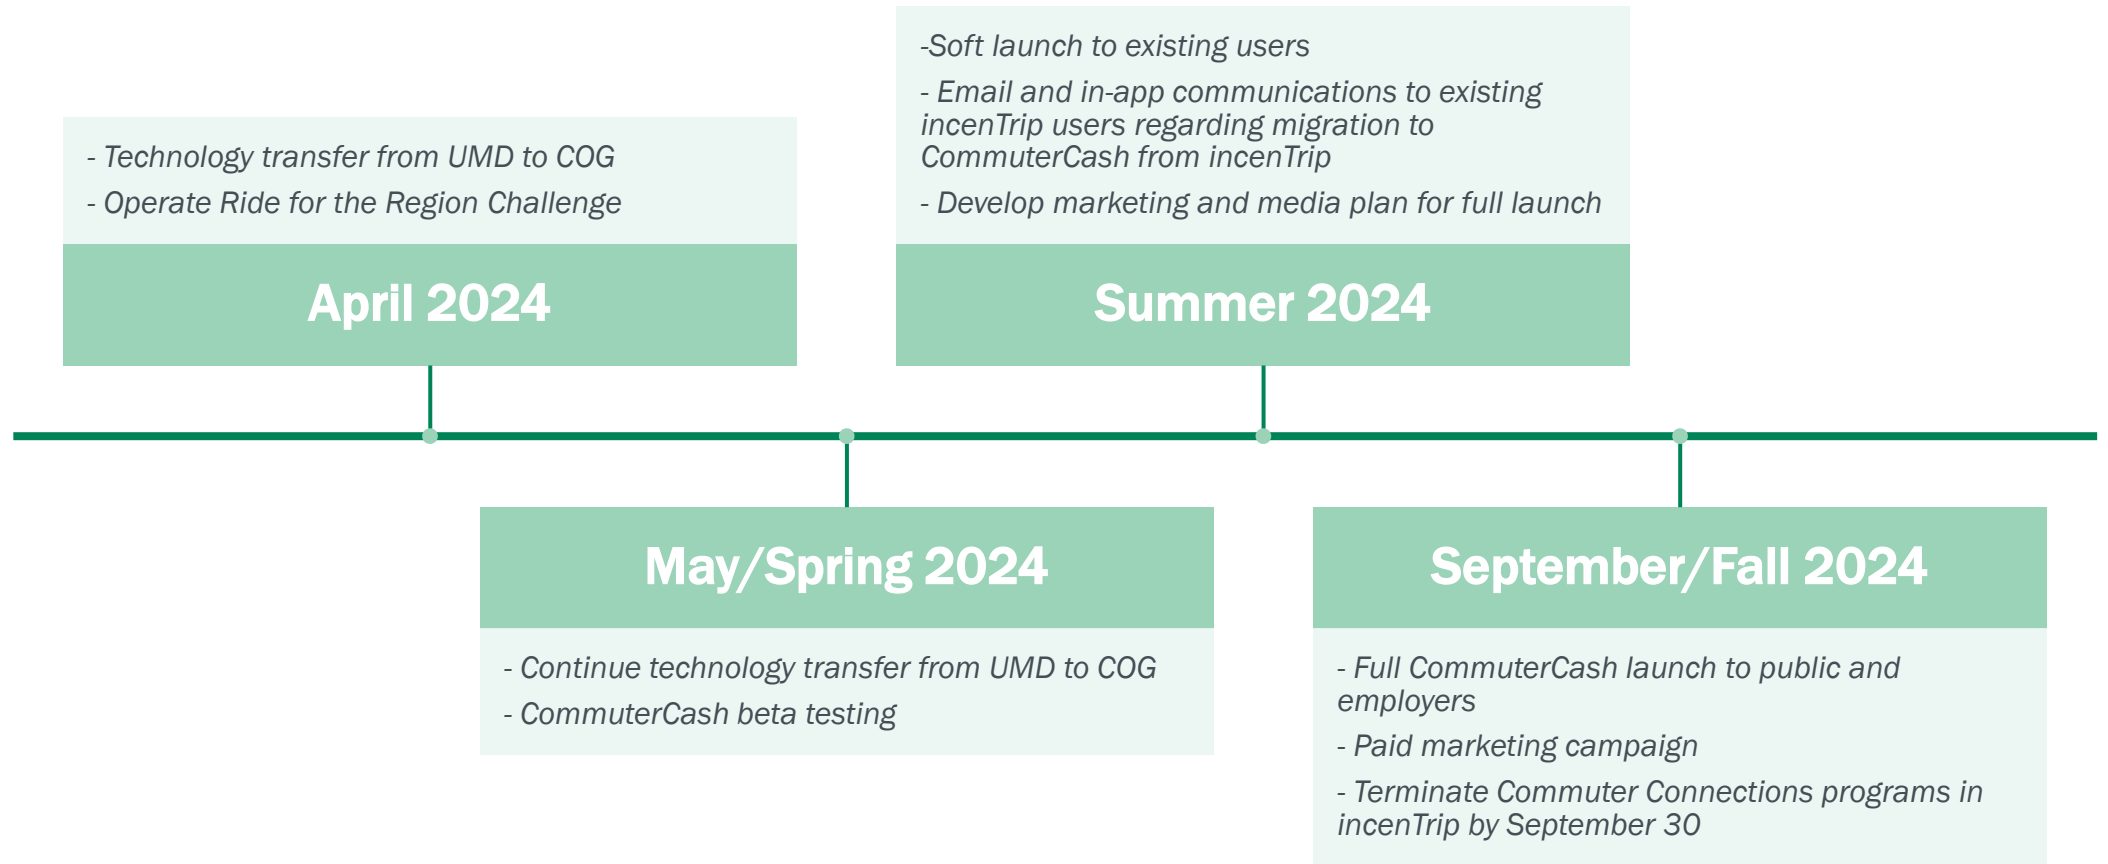 - Technology transfer from UMD to COG
- Operate Ride for the Region Challenge
April 2024
- Continue technology transfer from UMD to COG
- CommuterCash beta testing
May/Spring 2024
-Soft launch to existing users
- Email and in-app communications to existing
incenTrip users regarding migration to
CommuterCash from incenTrip
- Develop marketing and media plan for full launch
Summer 2024
September/Fall 2024
- Full CommuterCash launch to public and
employers
- Paid marketing campaign
- Terminate Commuter Connections programs in
incenTrip by September 30